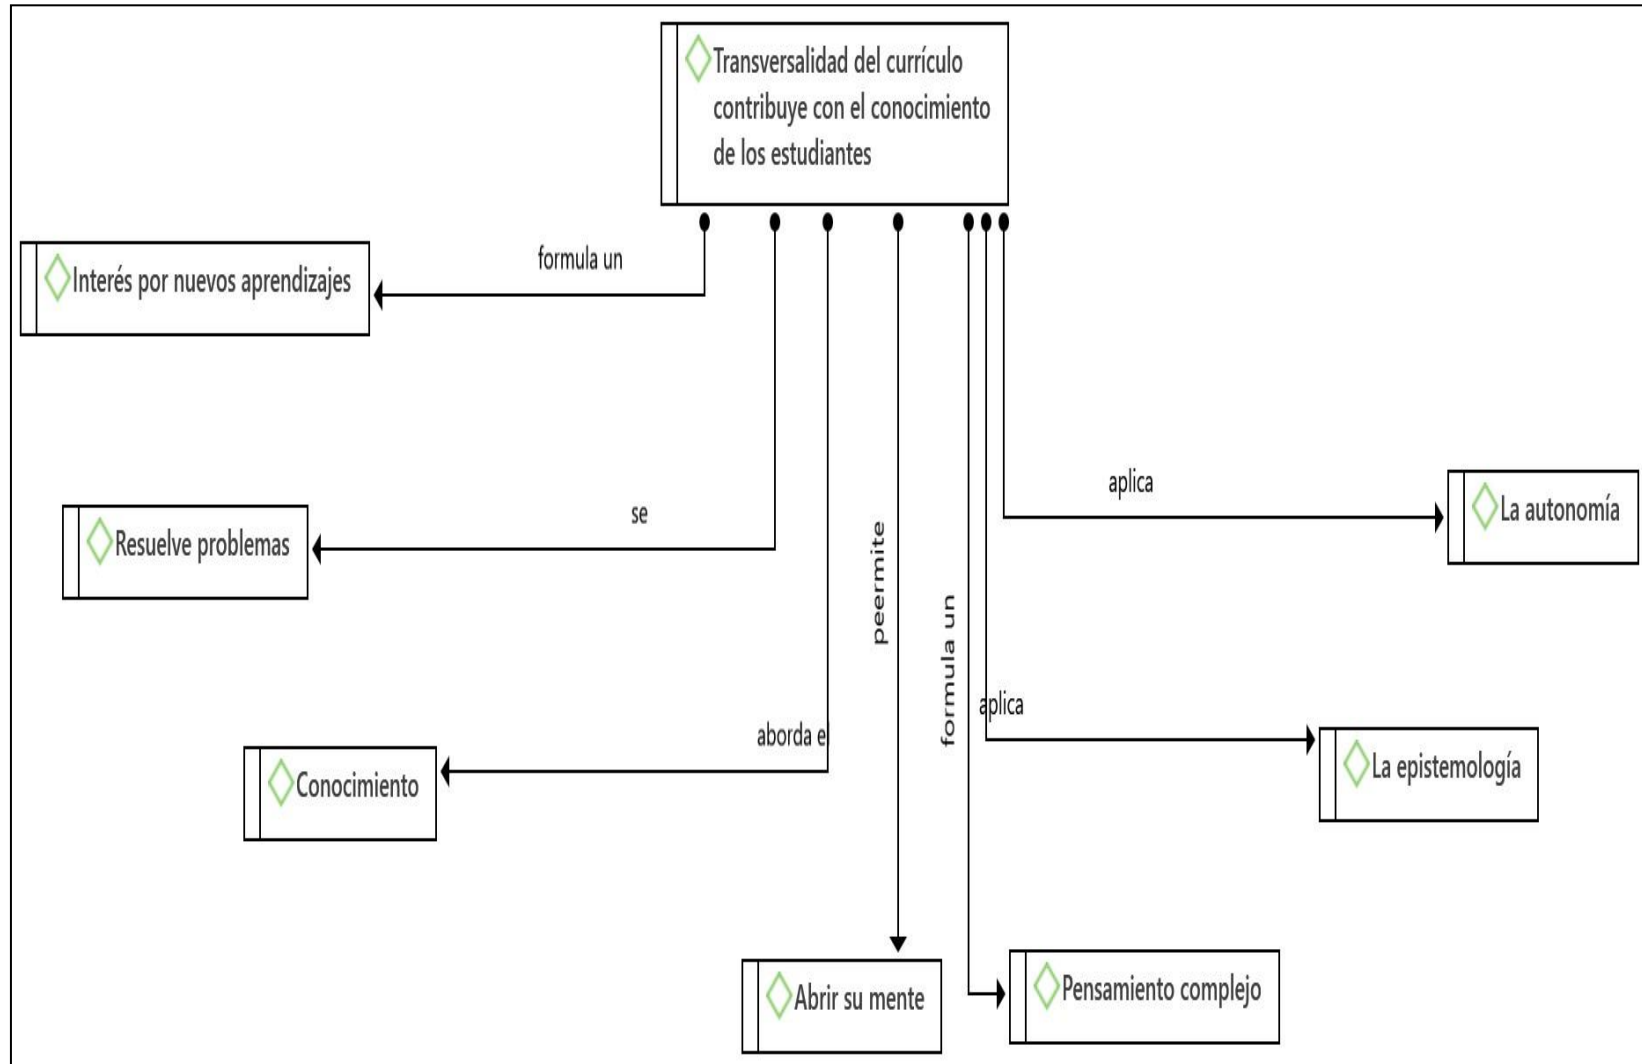 Transversalidad del currículo
contribuye con el conocimiento
de los estudiantes
formula un
Interés por nuevos aprendizajes
se
Resuelve problemas
aborda el
Conocimiento
peermite
Abrir su mente
formula un
Pensamiento complejo
aplica
La epistemología
aplica
La autonomía